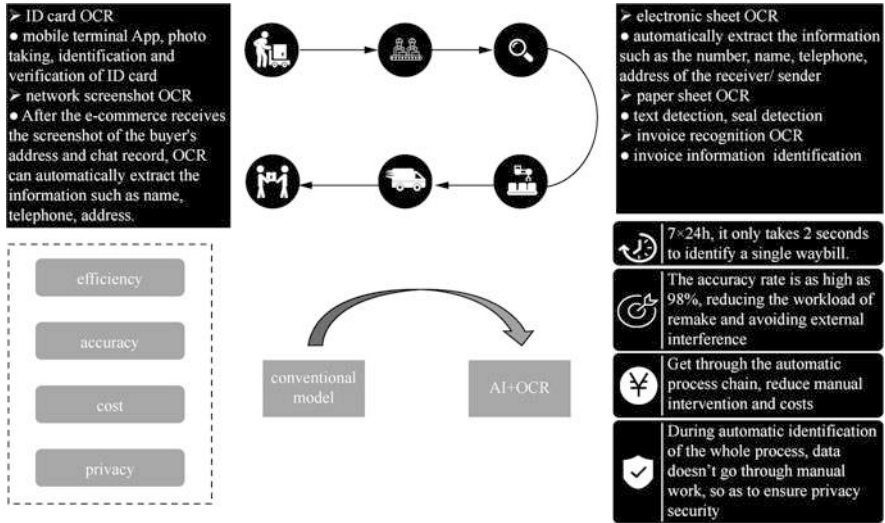 ➢ ID card OCR
● mobile terminal App, photo
taking, identification and
verification of ID card
➢ network screenshot OCR
● After the e-commerce receives
the screenshot of the buyer's
address and chat record, OCR
can automatically extract the
information such as name,
telephone, address.
➢ electronic sheet OCR
● automatically extract the information
such as the number, name, telephone,
address of the receiver/ sender
➢ paper sheet OCR
● text detection, seal detection
➢ invoice recognition OCR
● invoice information identification
efficiency
accuracy
cost
privacy
conventional
model
AI+OCR
7×24h, it only takes 2 seconds
to identify a single waybill.
The accuracy rate is as high as
98%, reducing the workload of
remake and avoiding external
interference
¥
Get through the automatic
process chain, reduce manual
intervention and costs
During automatic identification
of the whole process, data
doesn't go through manual
work, so as to ensure privacy
security